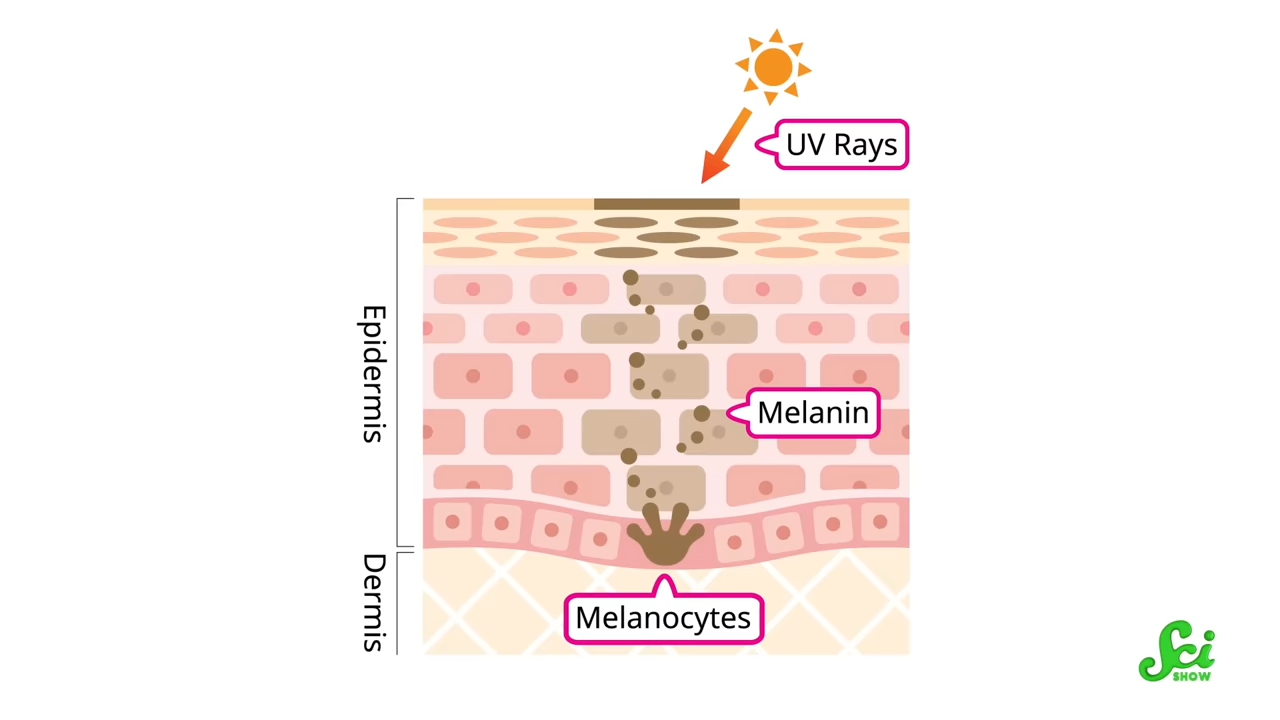 UV Rays
Epidermis
Melanin
Dermis
Melanocytes
Sci
SHOW